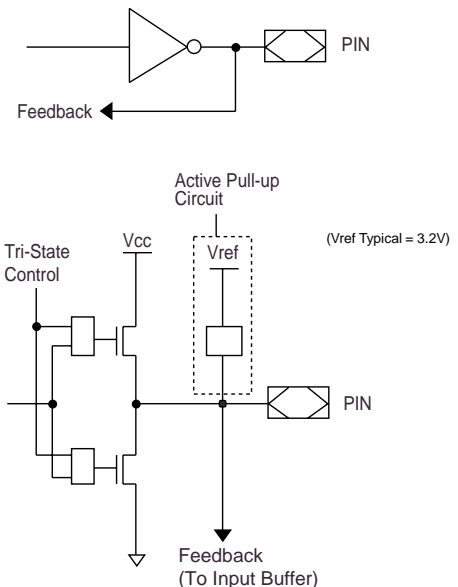 PIN
Feedback
Active Pull-up
Circuit
Vcc
Vref
(Vref Typical = 3.2V)
Tri-State
Control
PIN
Feedback
(To Input Buffer)